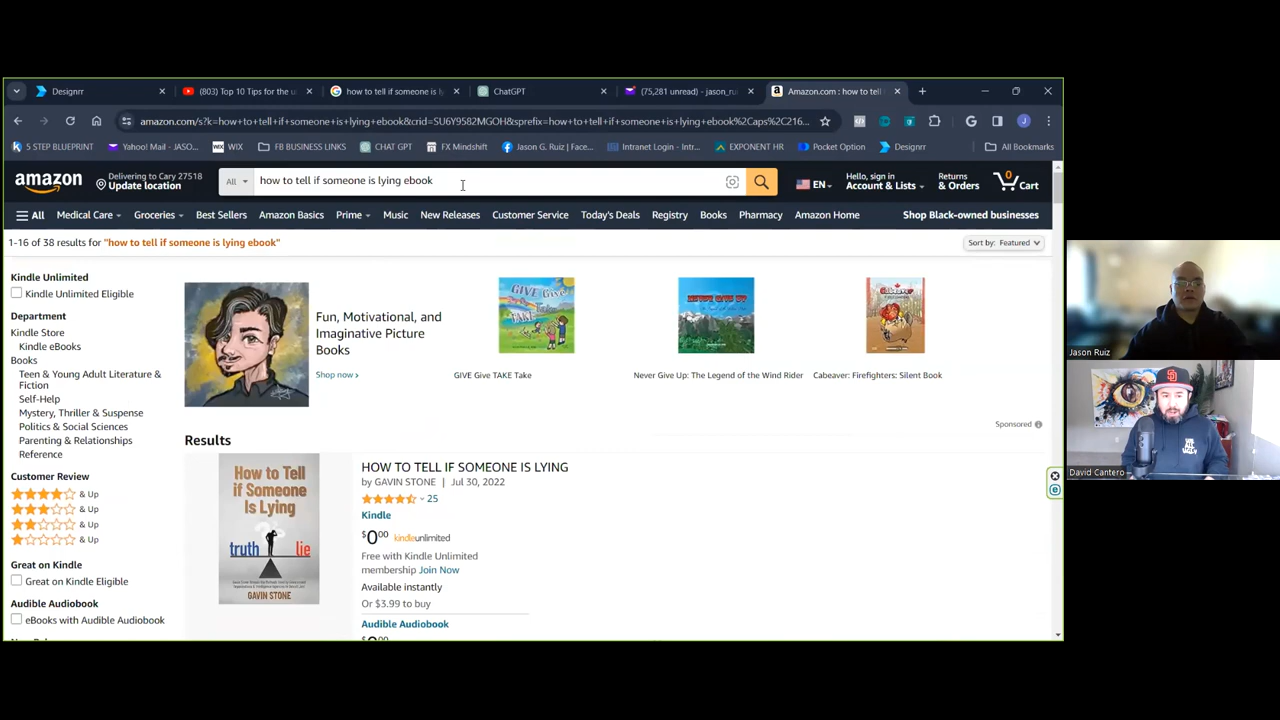 Designrr
(803) Top 10 Tips for the u
how to tell if someone is ly
ChatGPT
(75,281 unread) - jason_rui
Amazon.com : how to tell
amazon.com/s?k=how+to+tell+if+someone+is+lying+ebook&crid=SU6Y9582MGOH&sprefix=how+to+tell+if+someone+is+lying+ebook%2Caps%2C216...
5 STEP BLUEPRINT
Yahoo! Mail - JASO...
WIX
FB BUSINESS LINKS
CHAT GPT
FX Mindshift
Jason G. Ruiz | Face...
Intranet Login - Intr...
EXPONENT HR
Pocket Option
Designrr
All Bookmarks
amazon
Delivering to Cary 27518
Update location
All
how to tell if someone is lying ebook
EN
Hello, sign in
Account & Lists
Returns
& Orders
0
Cart
All
Medical Care
Groceries
Best Sellers
Amazon Basics
Prime
Music
New Releases
Customer Service
Today's Deals
Registry
Books
Pharmacy
Amazon Home
Shop Black-owned businesses
1-16 of 38 results for "how to tell if someone is lying ebook"
Sort by: Featured
Kindle Unlimited
Kindle Unlimited Eligible
Department
Kindle Store
Kindle eBooks
Books
Teen & Young Adult Literature &
Fiction
Self-Help
Mystery, Thriller & Suspense
Politics & Social Sciences
Parenting & Relationships
Reference
Customer Review
& Up
& Up
& Up
& Up
Great on Kindle
Great on Kindle Eligible
Audible Audiobook
eBooks with Audible Audiobook
Fun, Motivational, and
Imaginative Picture
Books
Shop now ›
GIVE Give
TAKE
GIVE Give TAKE Take
NEVER GIVE UP
Never Give Up: The Legend of the Wind Rider
Cabeaver: Firefighters: Silent Book
Sponsored
Results
How to Tell
if Someone
Is Lying
truth
lie
GAVIN STONE
HOW TO TELL IF SOMEONE IS LYING
by GAVIN STONE | Jul 30, 2022
25
Kindle
$0.00 kindleunlimited
Free with Kindle Unlimited
membership Join Now
Available instantly
Or $3.99 to buy
Audible Audiobook
Jason Ruiz
David Cantero